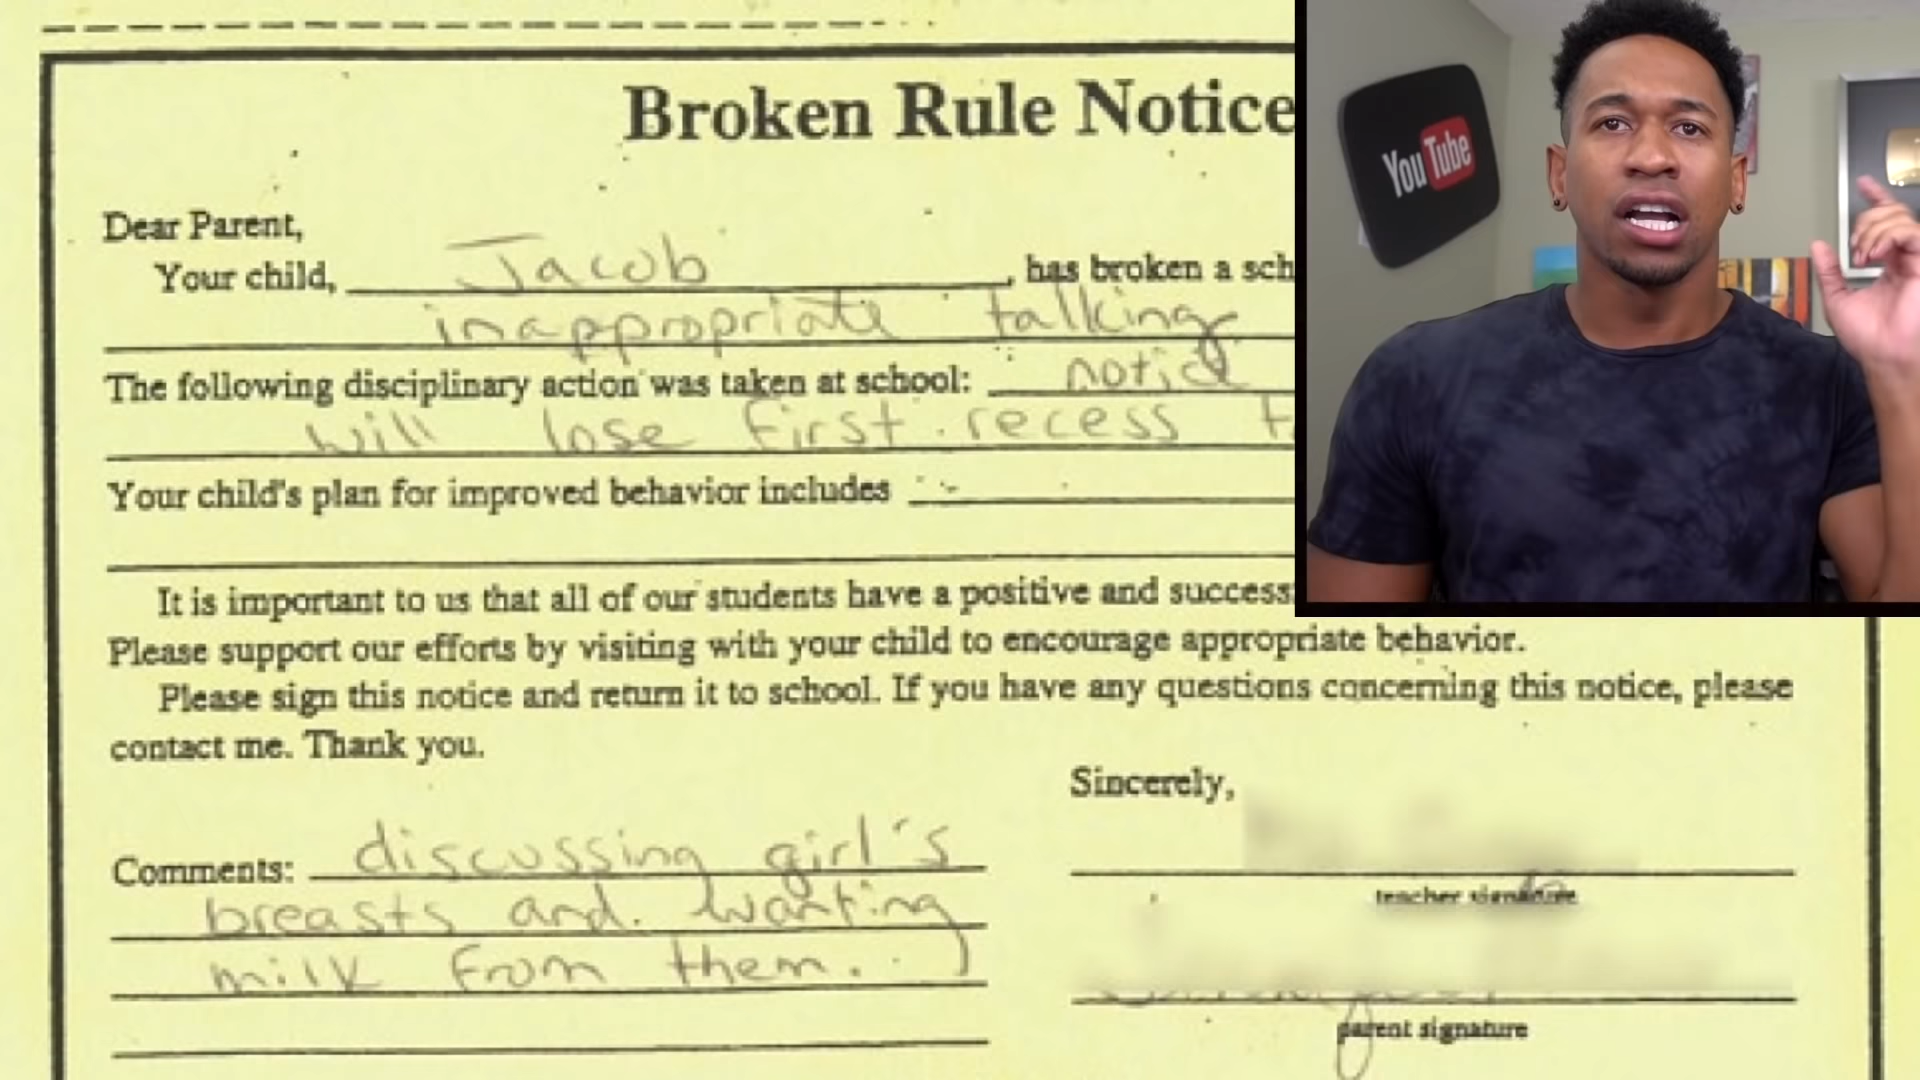 Broken Rule Notice
Dear Parent,
Your child, Jacob, has broken a sch
inappropriate talking
The following disciplinary action was taken at school: notice
will lose first recess
Your child's plan for improved behavior includes
It is important to us that all of our students have a positive and success
Please support our efforts by visiting with your child to encourage appropriate behavior.
Please sign this notice and return it to school. If you have any questions concerning this notice, please
contact me. Thank you.
Sincerely,
Comments: discussing girl's
breasts and wanting
milk from them.
teacher signature
parent signature
YouTube